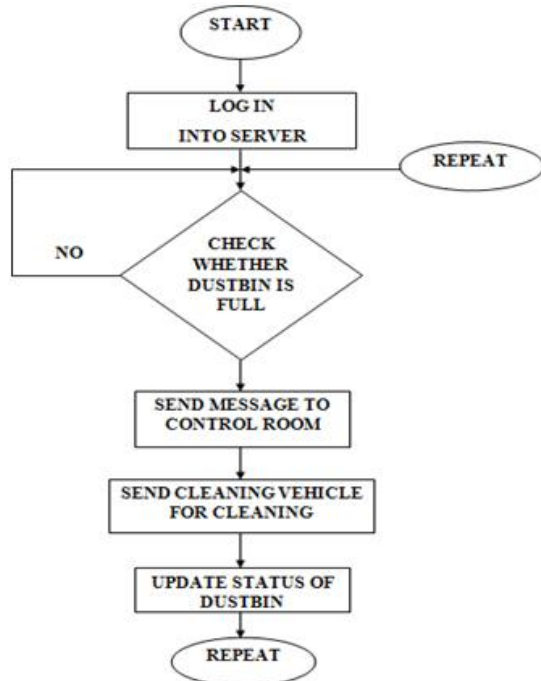 START
LOG IN
INTO SERVER
REPEAT
NO
CHECK
WHETHER
DUSTBIN IS
FULL
SEND MESSAGE TO
CONTROL ROOM
SEND CLEANING VEHICLE
FOR CLEANING
UPDATE STATUS OF
DUSTBIN
REPEAT